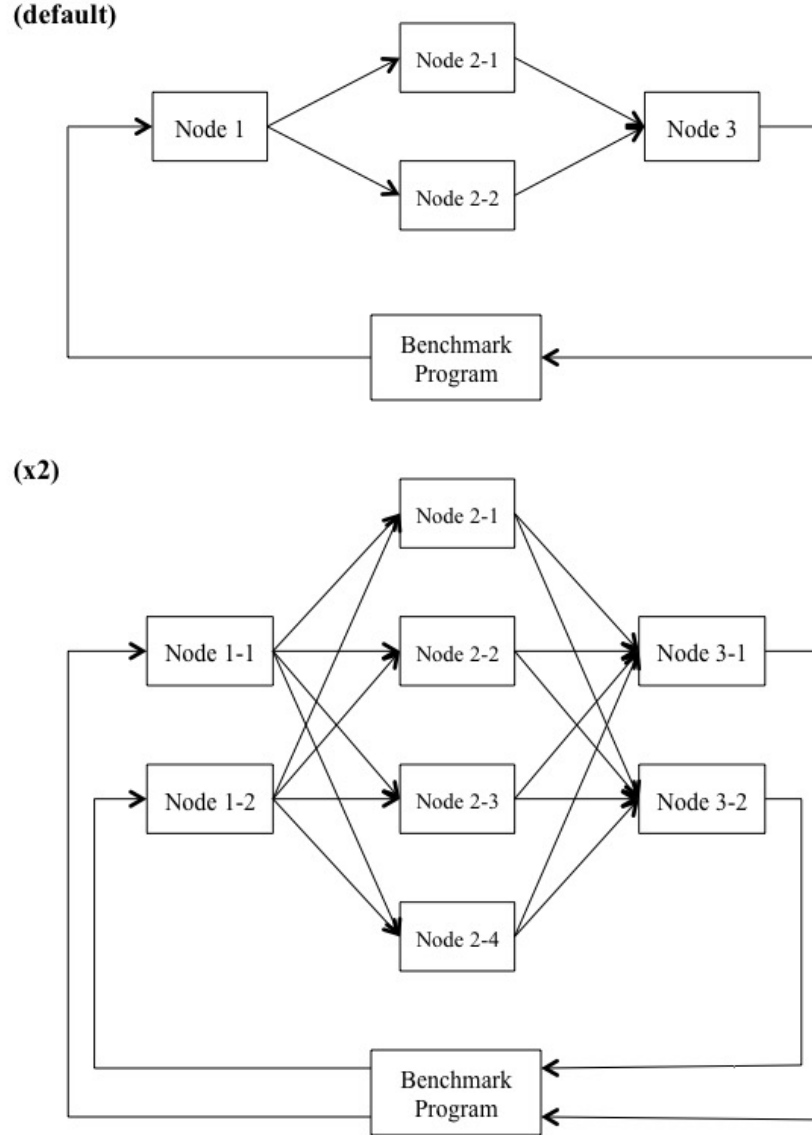 (default)
Node 2-1
Node 1
Node 3
Node 2-2
Benchmark
Program
(x2)
Node 2-1
Node 1-1
Node 2-2
Node 3-1
Node 1-2
Node 2-3
Node 3-2
Node 2-4
Benchmark
Program